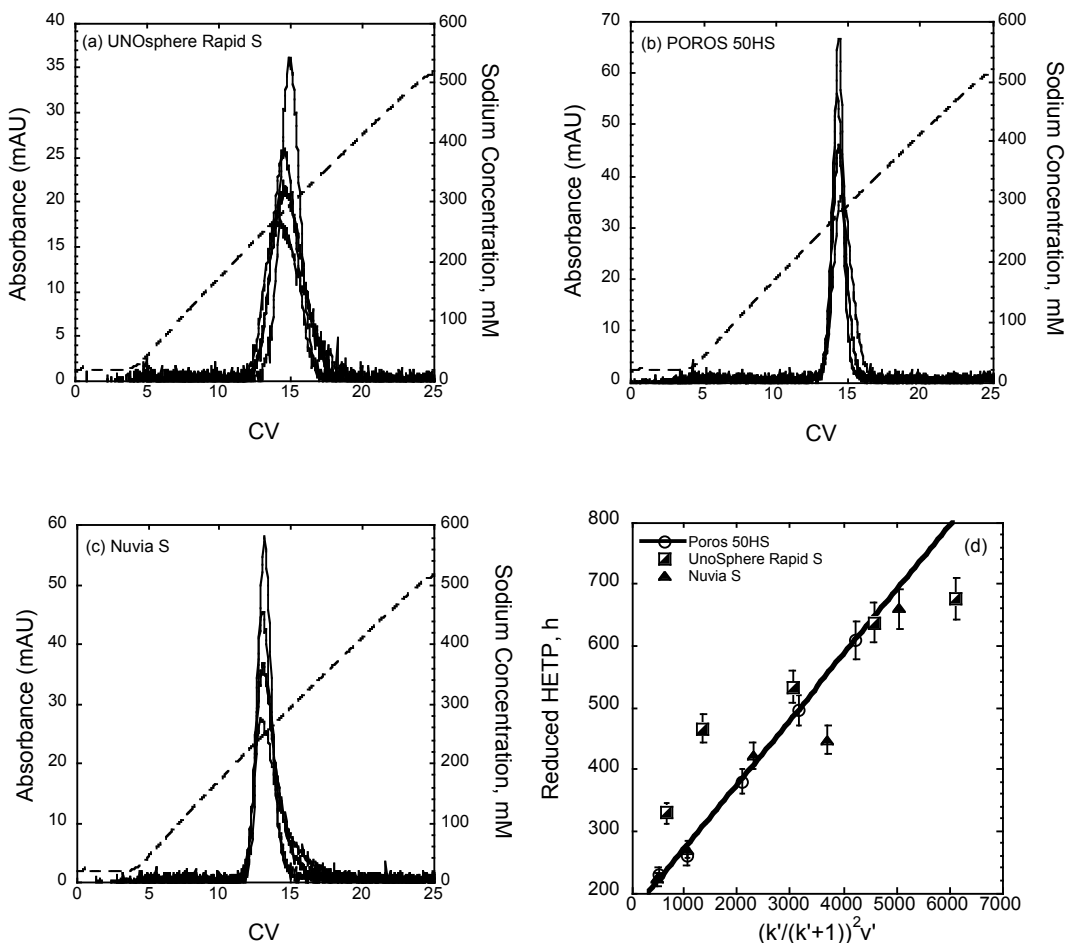 (a) UNOsphere Rapid S
Absorbance (mAU)
40
35
30
25
20
15
10
5
0
0 5 10 15 20 25
CV
600
500
400
300
200
100
0
Sodium Concentration, mM
(b) POROS 50HS
Absorbance (mAU)
70
60
50
40
30
20
10
0
0 5 10 15 20 25
CV
600
500
400
300
200
100
0
Sodium Concentration, mM
(c) Nuvia S
Absorbance (mAU)
60
50
40
30
20
10
0
0 5 10 15 20 25
CV
600
500
400
300
200
100
0
Sodium Concentration, mM
(d)
Poros 50HS
UnoSphere Rapid S
Nuvia S
Reduced HETP, h
800
700
600
500
400
300
200
0 1000 2000 3000 4000 5000 6000 7000
(k'/(k'+1))²v'